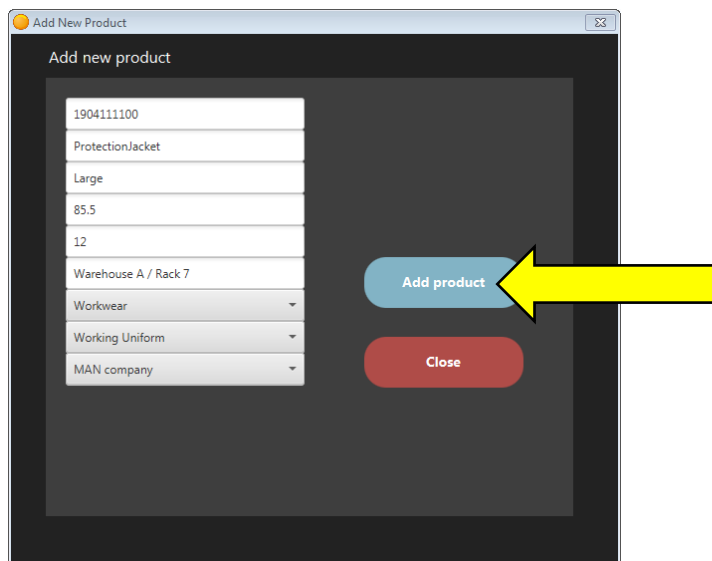 Add New Product
Add new product
1904111100
ProtectionJacket
Large
85.5
12
Warehouse A / Rack 7
Workwear
Working Uniform
MAN company
Add product
Close